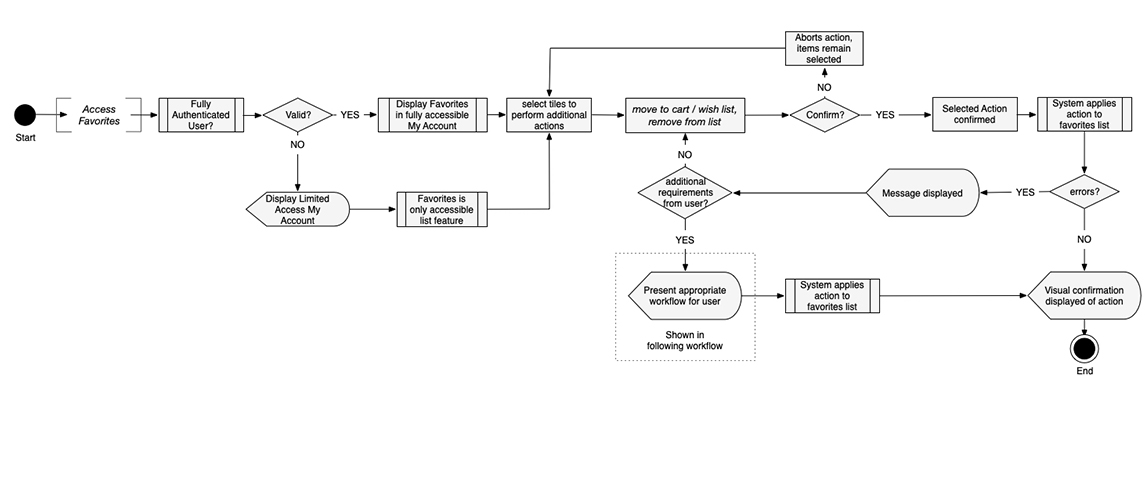 Aborts action,
items remain
selected
NO
Start
Access
Favorites
Fully
Authenticated
User?
Valid?
YES
Display Favorites
in fully accessible
My Account
select tiles to
perform additional
actions
move to cart / wish list,
remove from list
Confirm?
YES
Selected Action
confirmed
System applies
action to
favorites list
NO
Display Limited
Access My
Account
Favorites is
only accessible
list feature
NO
additional
requirements
from user?
Message displayed
YES
errors?
YES
NO
Present appropriate
workflow for user
System applies
action to
favorites list
Visual confirmation
displayed of action
Shown in
following workflow
End